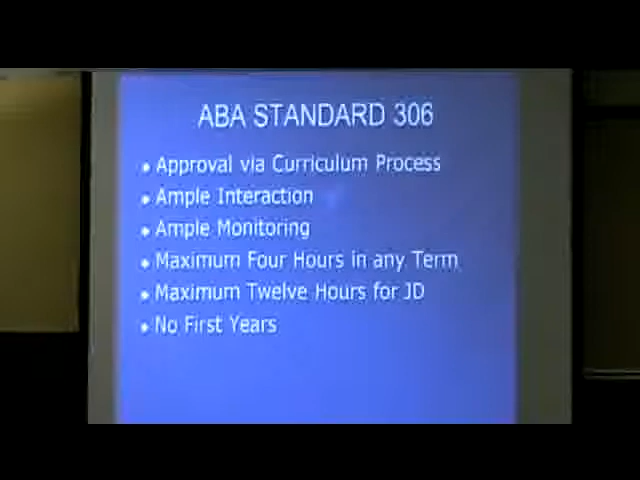 ABA STANDARD 306
• Approval via Curriculum Process
• Ample Interaction
• Ample Monitoring
• Maximum Four Hours in any Term
• Maximum Twelve Hours for JD
• No First Years